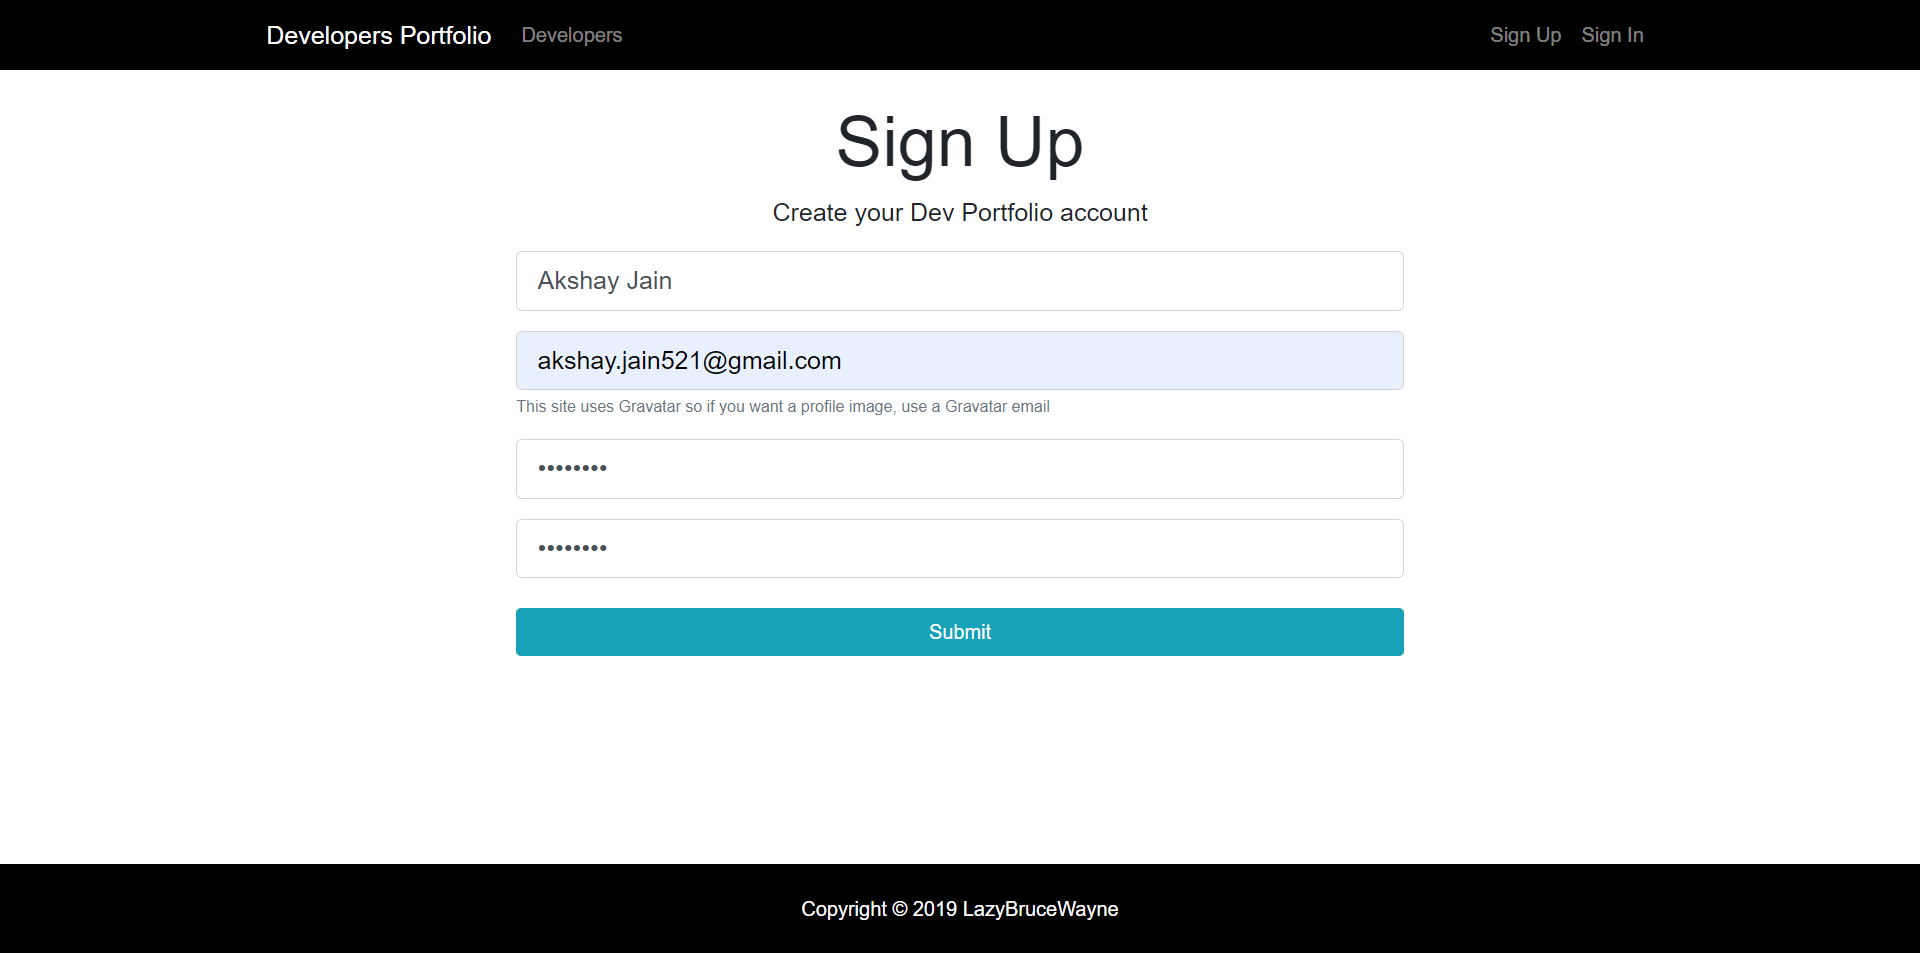 Developers Portfolio Developers Sign Up Sign In
Sign Up
Create your Dev Portfolio account
Akshay Jain
akshay.jain521@gmail.com
This site uses Gravatar so if you want a profile image, use a Gravatar email
••••••••
••••••••
Submit
Copyright © 2019 LazyBruceWayne